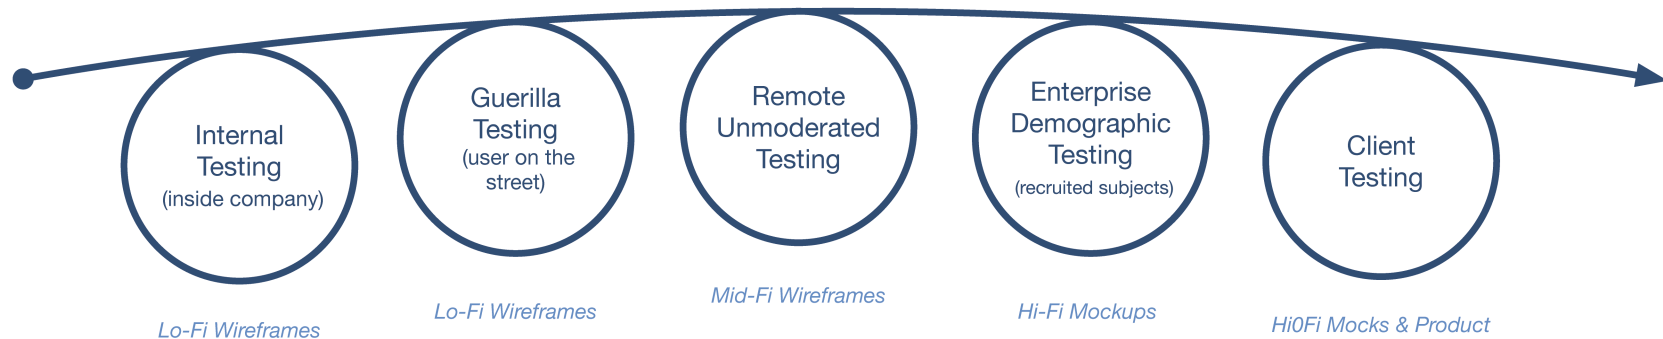 Internal
Testing
(inside company)
Lo-Fi Wireframes
Guerilla
Testing
(user on the
street)
Lo-Fi Wireframes
Remote
Unmoderated
Testing
Mid-Fi Wireframes
Enterprise
Demographic
Testing
(recruited subjects)
Hi-Fi Mockups
Client
Testing
Hi0Fi Mocks & Product